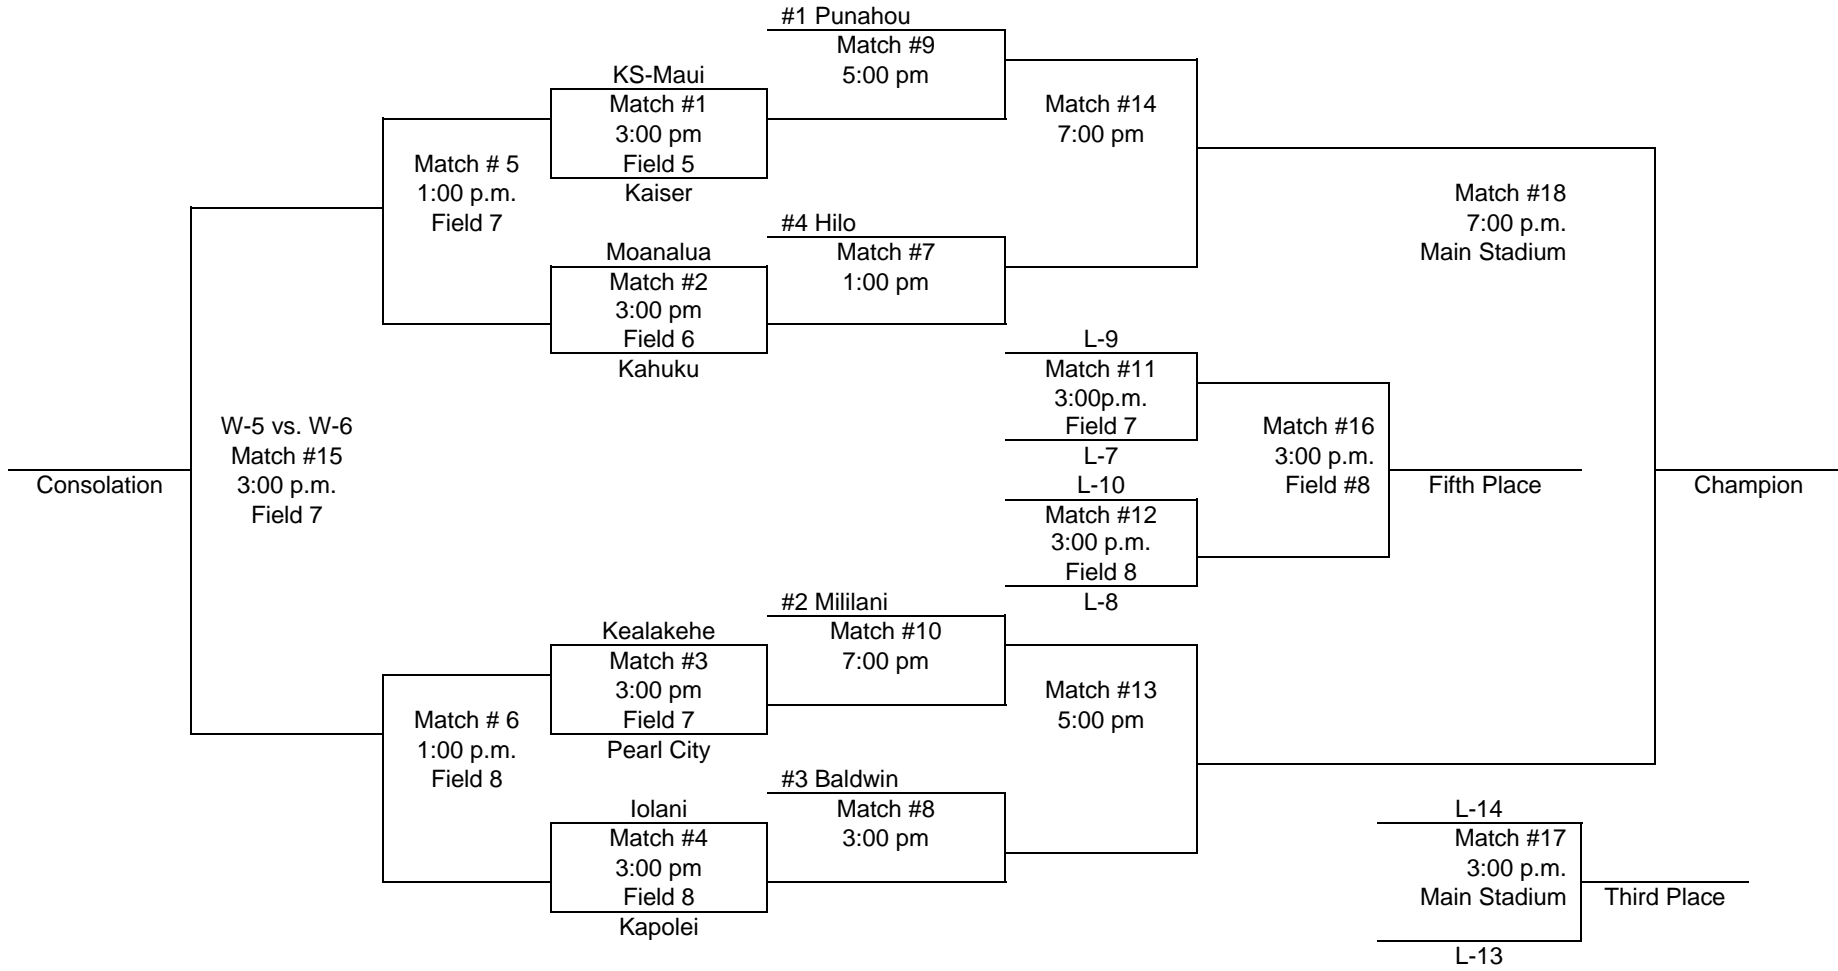 #1 Punahou
Match #9
5:00 pm
KS-Maui
Match #1
3:00 pm
Field 5
Kaiser
Match #14
7:00 pm
Match # 5
1:00 p.m.
Field 7
#4 Hilo
Match #7
1:00 pm
Moanalua
Match #2
3:00 pm
Field 6
Kahuku
Match #18
7:00 p.m.
Main Stadium
L-9
Match #11
3:00p.m.
Field 7
L-7
L-10
Match #12
3:00 p.m.
Field 8
L-8
Match #16
3:00 p.m.
Field #8
Fifth Place
Champion
W-5 vs. W-6
Match #15
3:00 p.m.
Field 7
Consolation
#2 Mililani
Match #10
7:00 pm
Kealakehe
Match #3
3:00 pm
Field 7
Pearl City
Match #13
5:00 pm
Match # 6
1:00 p.m.
Field 8
#3 Baldwin
Match #8
3:00 pm
Iolani
Match #4
3:00 pm
Field 8
Kapolei
L-14
Match #17
3:00 p.m.
Main Stadium
L-13
Third Place